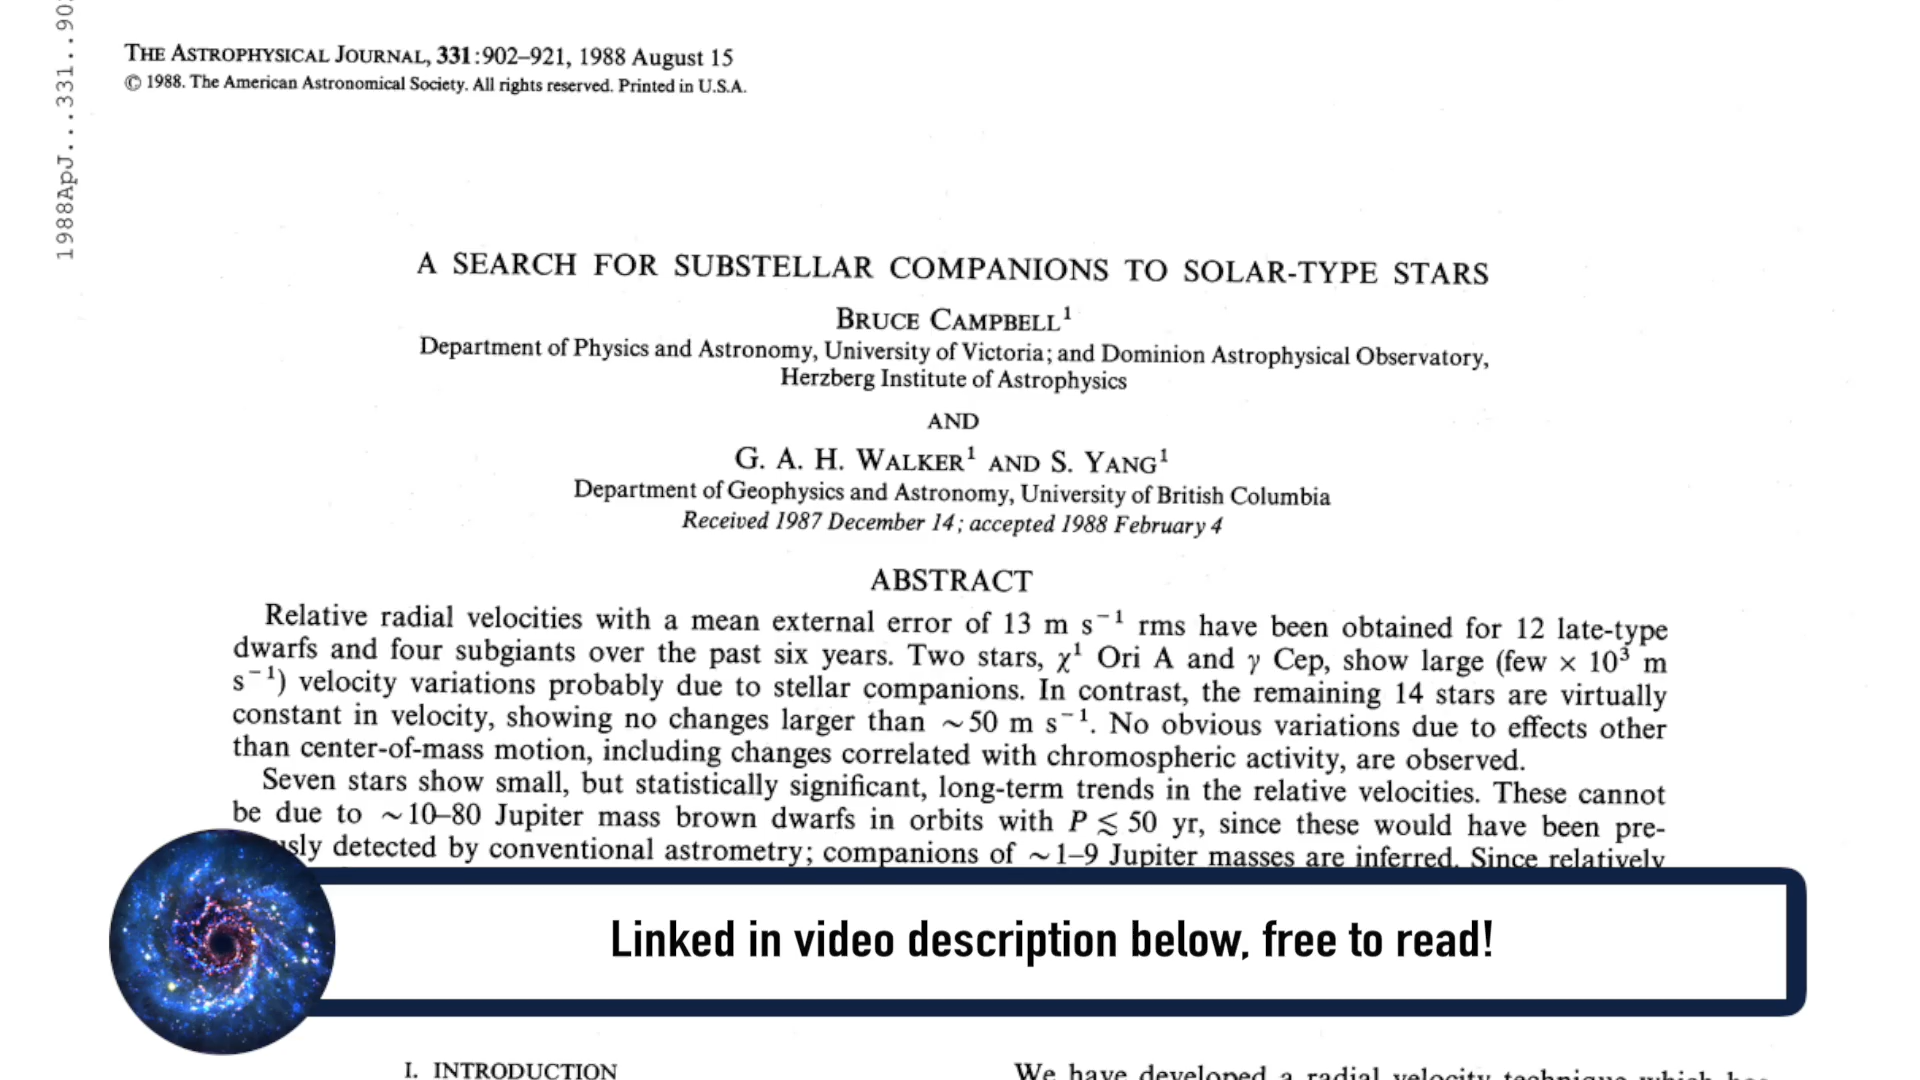 1988ApJ...331..90
THE ASTROPHYSICAL JOURNAL, 331:902–921, 1988 August 15
© 1988. The American Astronomical Society. All rights reserved. Printed in U.S.A.
A SEARCH FOR SUBSTELLAR COMPANIONS TO SOLAR-TYPE STARS
BRUCE CAMPBELL¹
Department of Physics and Astronomy, University of Victoria; and Dominion Astrophysical Observatory,
Herzberg Institute of Astrophysics
AND
G. A. H. WALKER¹ AND S. YANG¹
Department of Geophysics and Astronomy, University of British Columbia
Received 1987 December 14; accepted 1988 February 4
ABSTRACT
Relative radial velocities with a mean external error of 13 m s⁻¹ rms have been obtained for 12 late-type
dwarfs and four subgiants over the past six years. Two stars, χ¹ Ori A and γ Cep, show large (few × 10³ m
s⁻¹) velocity variations probably due to stellar companions. In contrast, the remaining 14 stars are virtually
constant in velocity, showing no changes larger than ~50 m s⁻¹. No obvious variations due to effects other
than center-of-mass motion, including changes correlated with chromospheric activity, are observed.
Seven stars show small, but statistically significant, long-term trends in the relative velocities. These cannot
be due to ~10–80 Jupiter mass brown dwarfs in orbits with P ≲ 50 yr, since these would have been pre-
usly detected by conventional astrometry; companions of ~1–9 Jupiter masses are inferred. Since relatively
Linked in video description below, free to read!
I. INTRODUCTION
We have developed a radial velocity technique which has